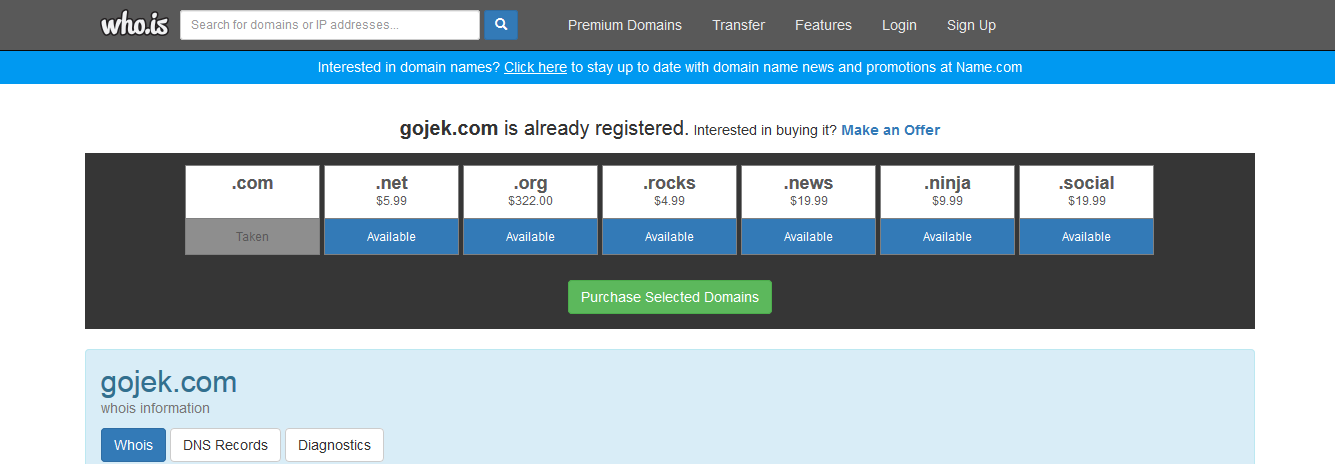 who.is Search for domains or IP addresses... Premium Domains Transfer Features Login Sign Up
Interested in domain names? Click here to stay up to date with domain name news and promotions at Name.com
gojek.com is already registered. Interested in buying it? Make an Offer
.com .net .org .rocks .news .ninja .social
$5.99 $322.00 $4.99 $19.99 $9.99 $19.99
Taken Available Available Available Available Available Available
Purchase Selected Domains
gojek.com
whois information
Whois DNS Records Diagnostics